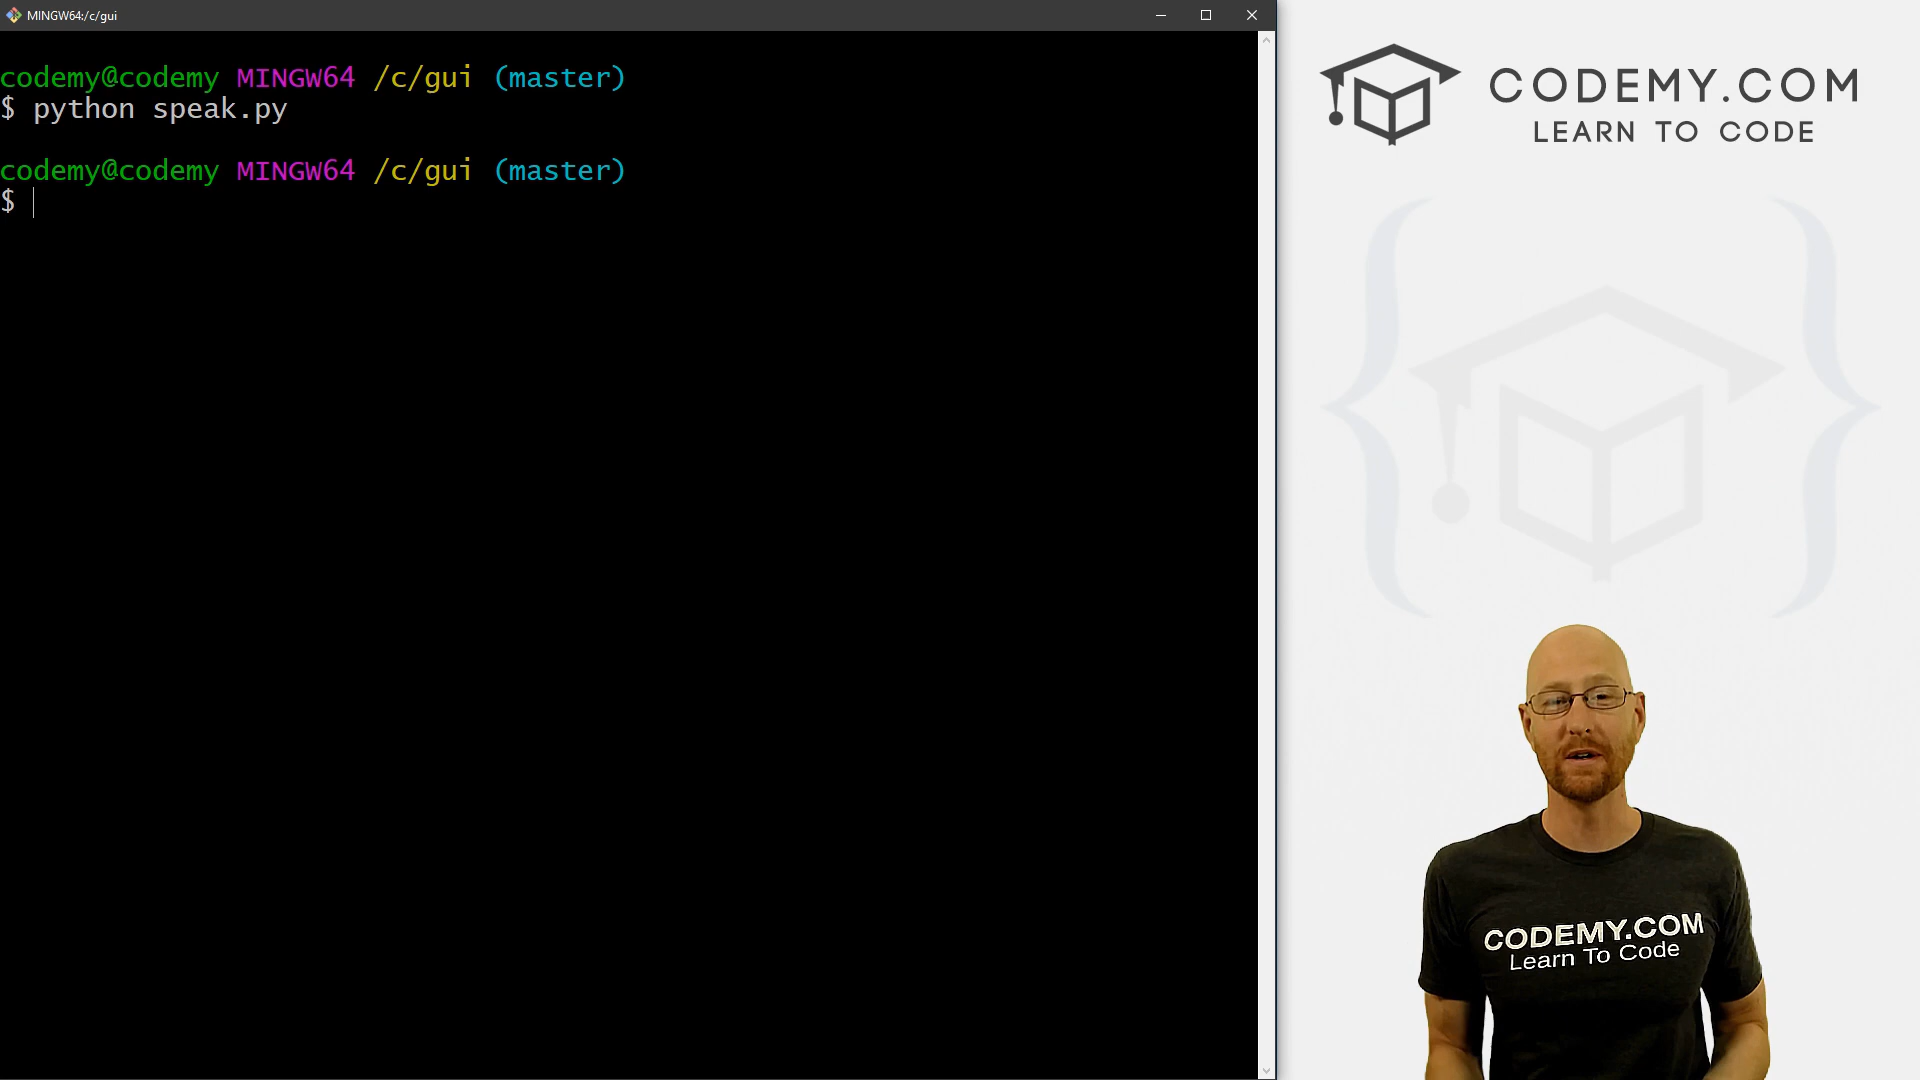 MINGW64:/c/gui
codemy@codemy MINGW64 /c/gui (master)
$ python speak.py
codemy@codemy MINGW64 /c/gui (master)
$
CODEMY.COM
LEARN TO CODE
CODEMY.COM
Learn To Code